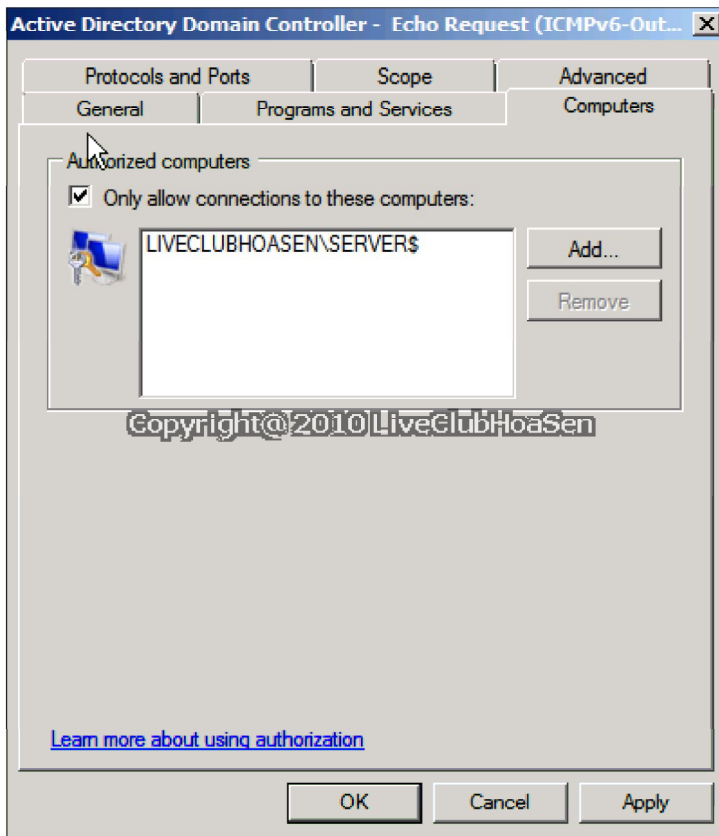 Active Directory Domain Controller - Echo Request (ICMPv6-Out...
Protocols and Ports Scope Advanced
General Programs and Services Computers
Authorized computers
Only allow connections to these computers:
LIVECLUBHOASEN\SERVER$
Add...
Remove
Copyright@2010 LiveClubHoaSen
Learn more about using authorization
OK Cancel Apply